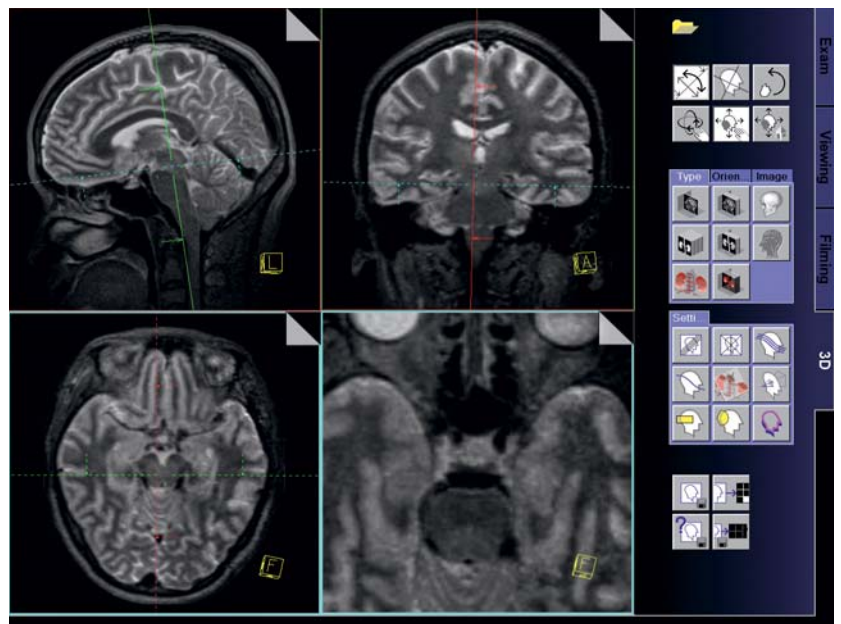 Exam
Viewing
Filming
3D
Type
Orien...
Image
Setti...
L
A
F
F
?